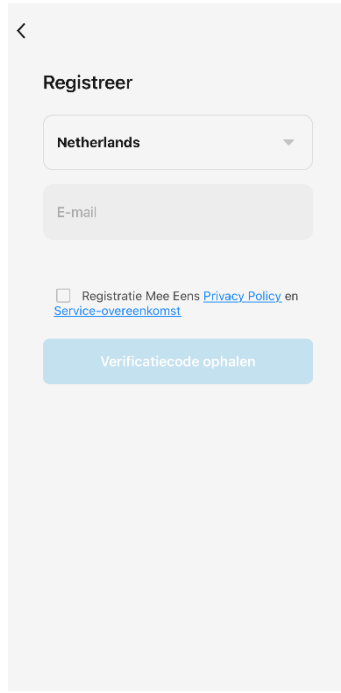 Registreer
Netherlands
E-mail
Registratie Mee Eens Privacy Policy en
Service-overeenkomst
Verificatiecode ophalen